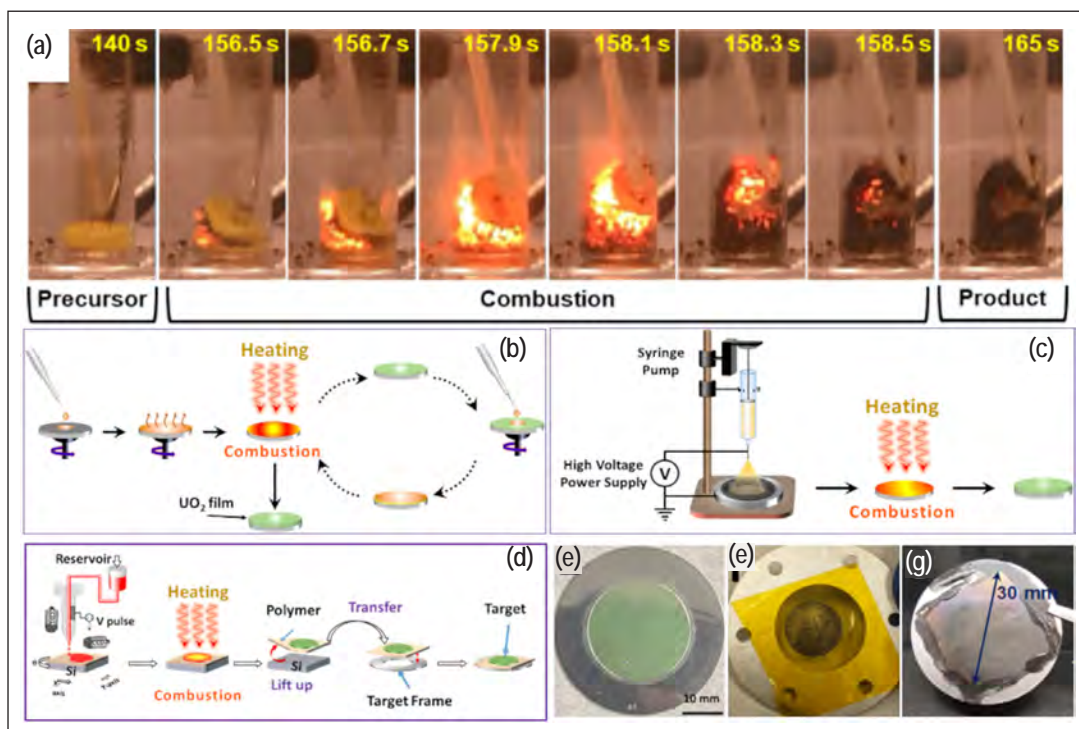 (a)
140 s
156.5 s
156.7 s
157.9 s
158.1 s
158.3 s
158.5 s
165 s
Precursor
Combustion
Product
(b)
Heating
Combustion
UO2 film
(c)
Syringe
Pump
High Voltage
Power Supply
V
Heating
Combustion
(d)
Reservoir
V pulse
Si
Heating
Combustion
Polymer
Si
Lift up
Transfer
Target Frame
Target
(e)
10 mm
(e)
(g)
30 mm